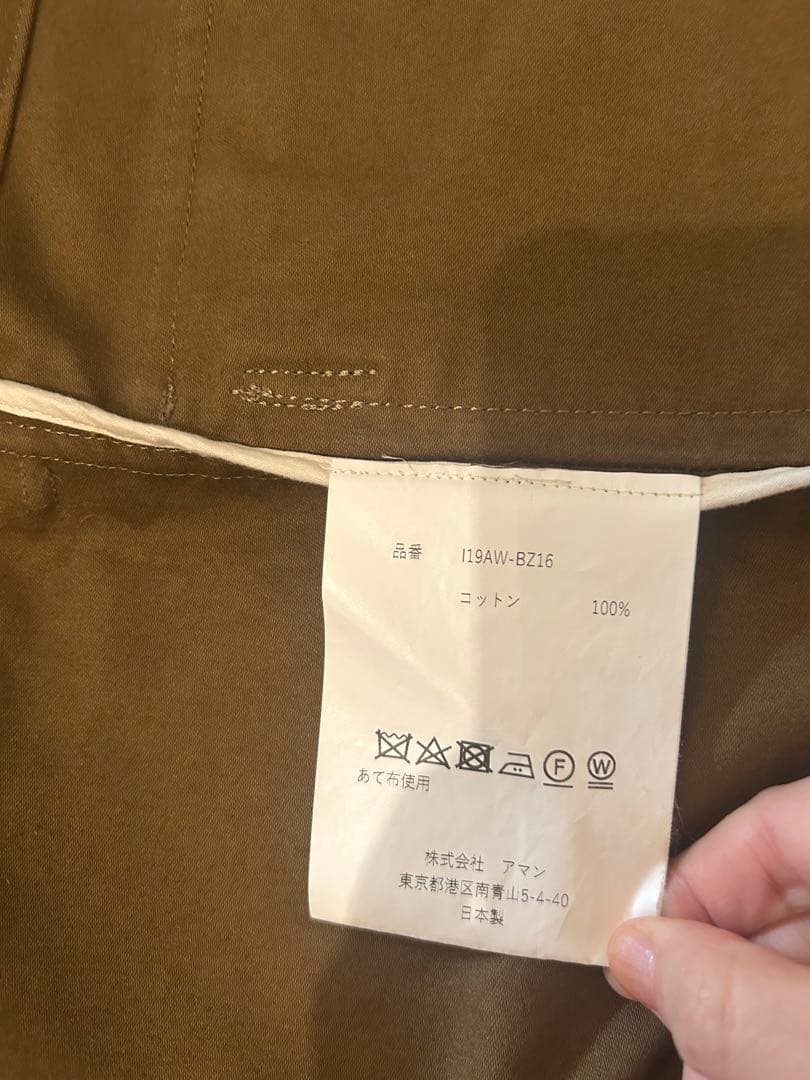 品番 I19AW-BZ16
コットン 100%
F W
あて布使用
株式会社 アマン
東京都港区南青山5-4-40
日本製